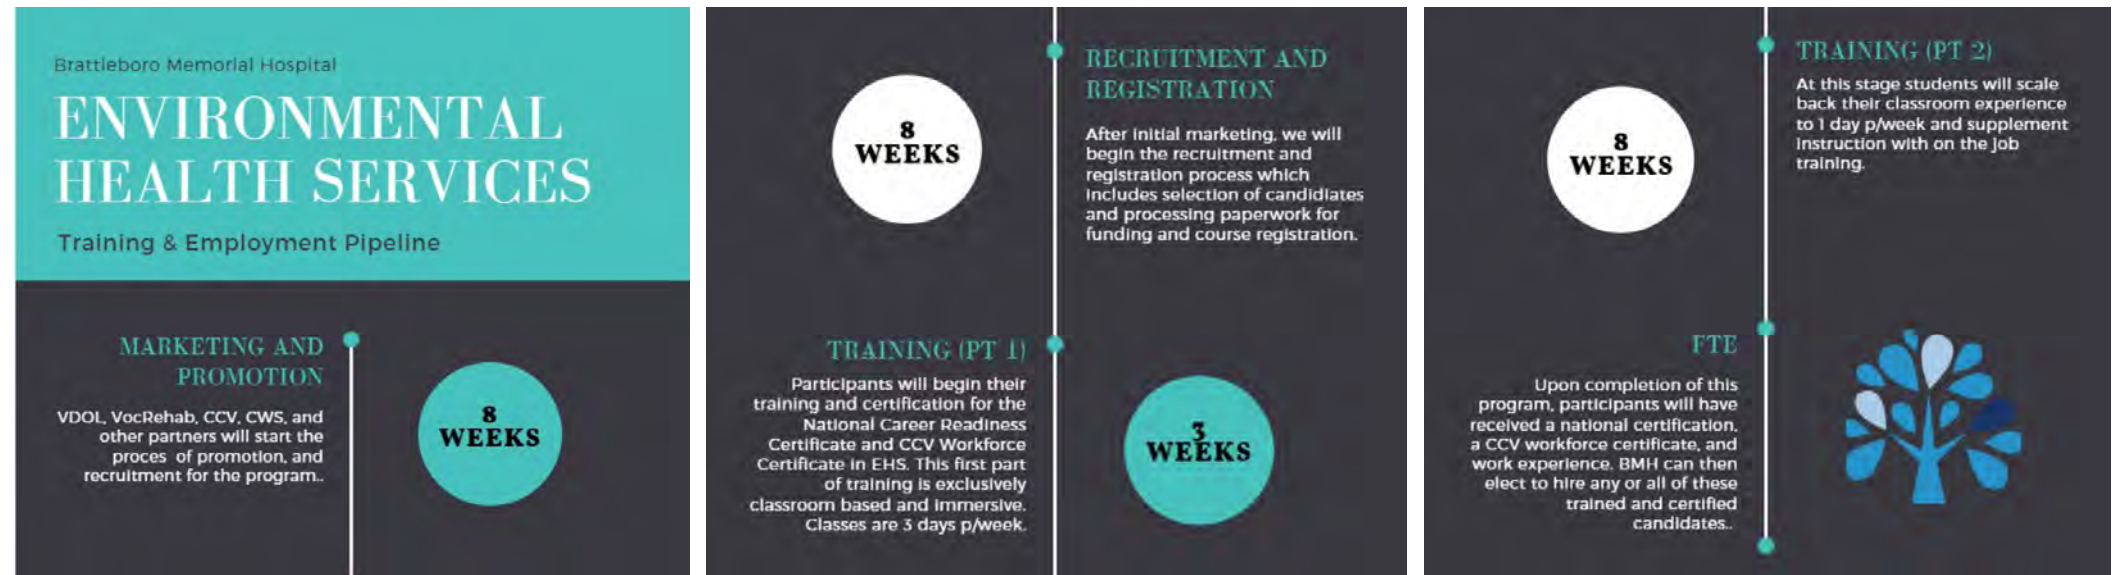 Brattleboro Memorial Hospital
ENVIRONMENTAL
HEALTH SERVICES
Training & Employment Pipeline
MARKETING AND
PROMOTION
VDOL, VocRehab, CCV, CWS, and
other partners will start the
proces of promotion, and
recruitment for the program..
8
WEEKS
8
WEEKS
RECRUITMENT AND
REGISTRATION
After initial marketing, we will
begin the recruitment and
registration process which
includes selection of candidiates
and processing paperwork for
funding and course registration.
TRAINING (PT 1)
Participants will begin their
training and certification for the
National Career Readiness
Certificate and CCV Workforce
Certificate in EHS. This first part
of training is exclusively
classroom based and immersive.
Classes are 3 days p/week.
3
WEEKS
8
WEEKS
TRAINING (PT 2)
At this stage students will scale
back their classroom experience
to 1 day p/week and supplement
instruction with on the job
training.
FTE
Upon completion of this
program, participants will have
received a national certification,
a CCV workforce certificate, and
work experience. BMH can then
elect to hire any or all of these
trained and certified
candidates..